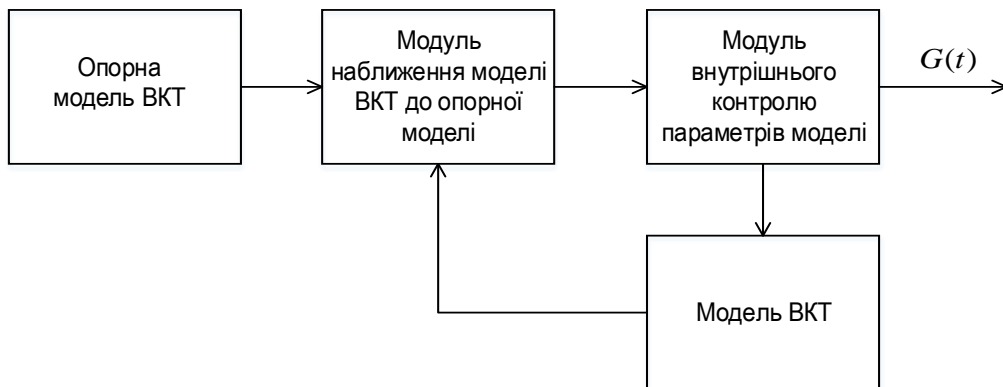 Опорна
модель ВКТ
Модуль
наближення моделі
ВКТ до опорної
моделі
Модуль
внутрішнього
контролю
параметрів моделі
G(t)
Модель ВКТ